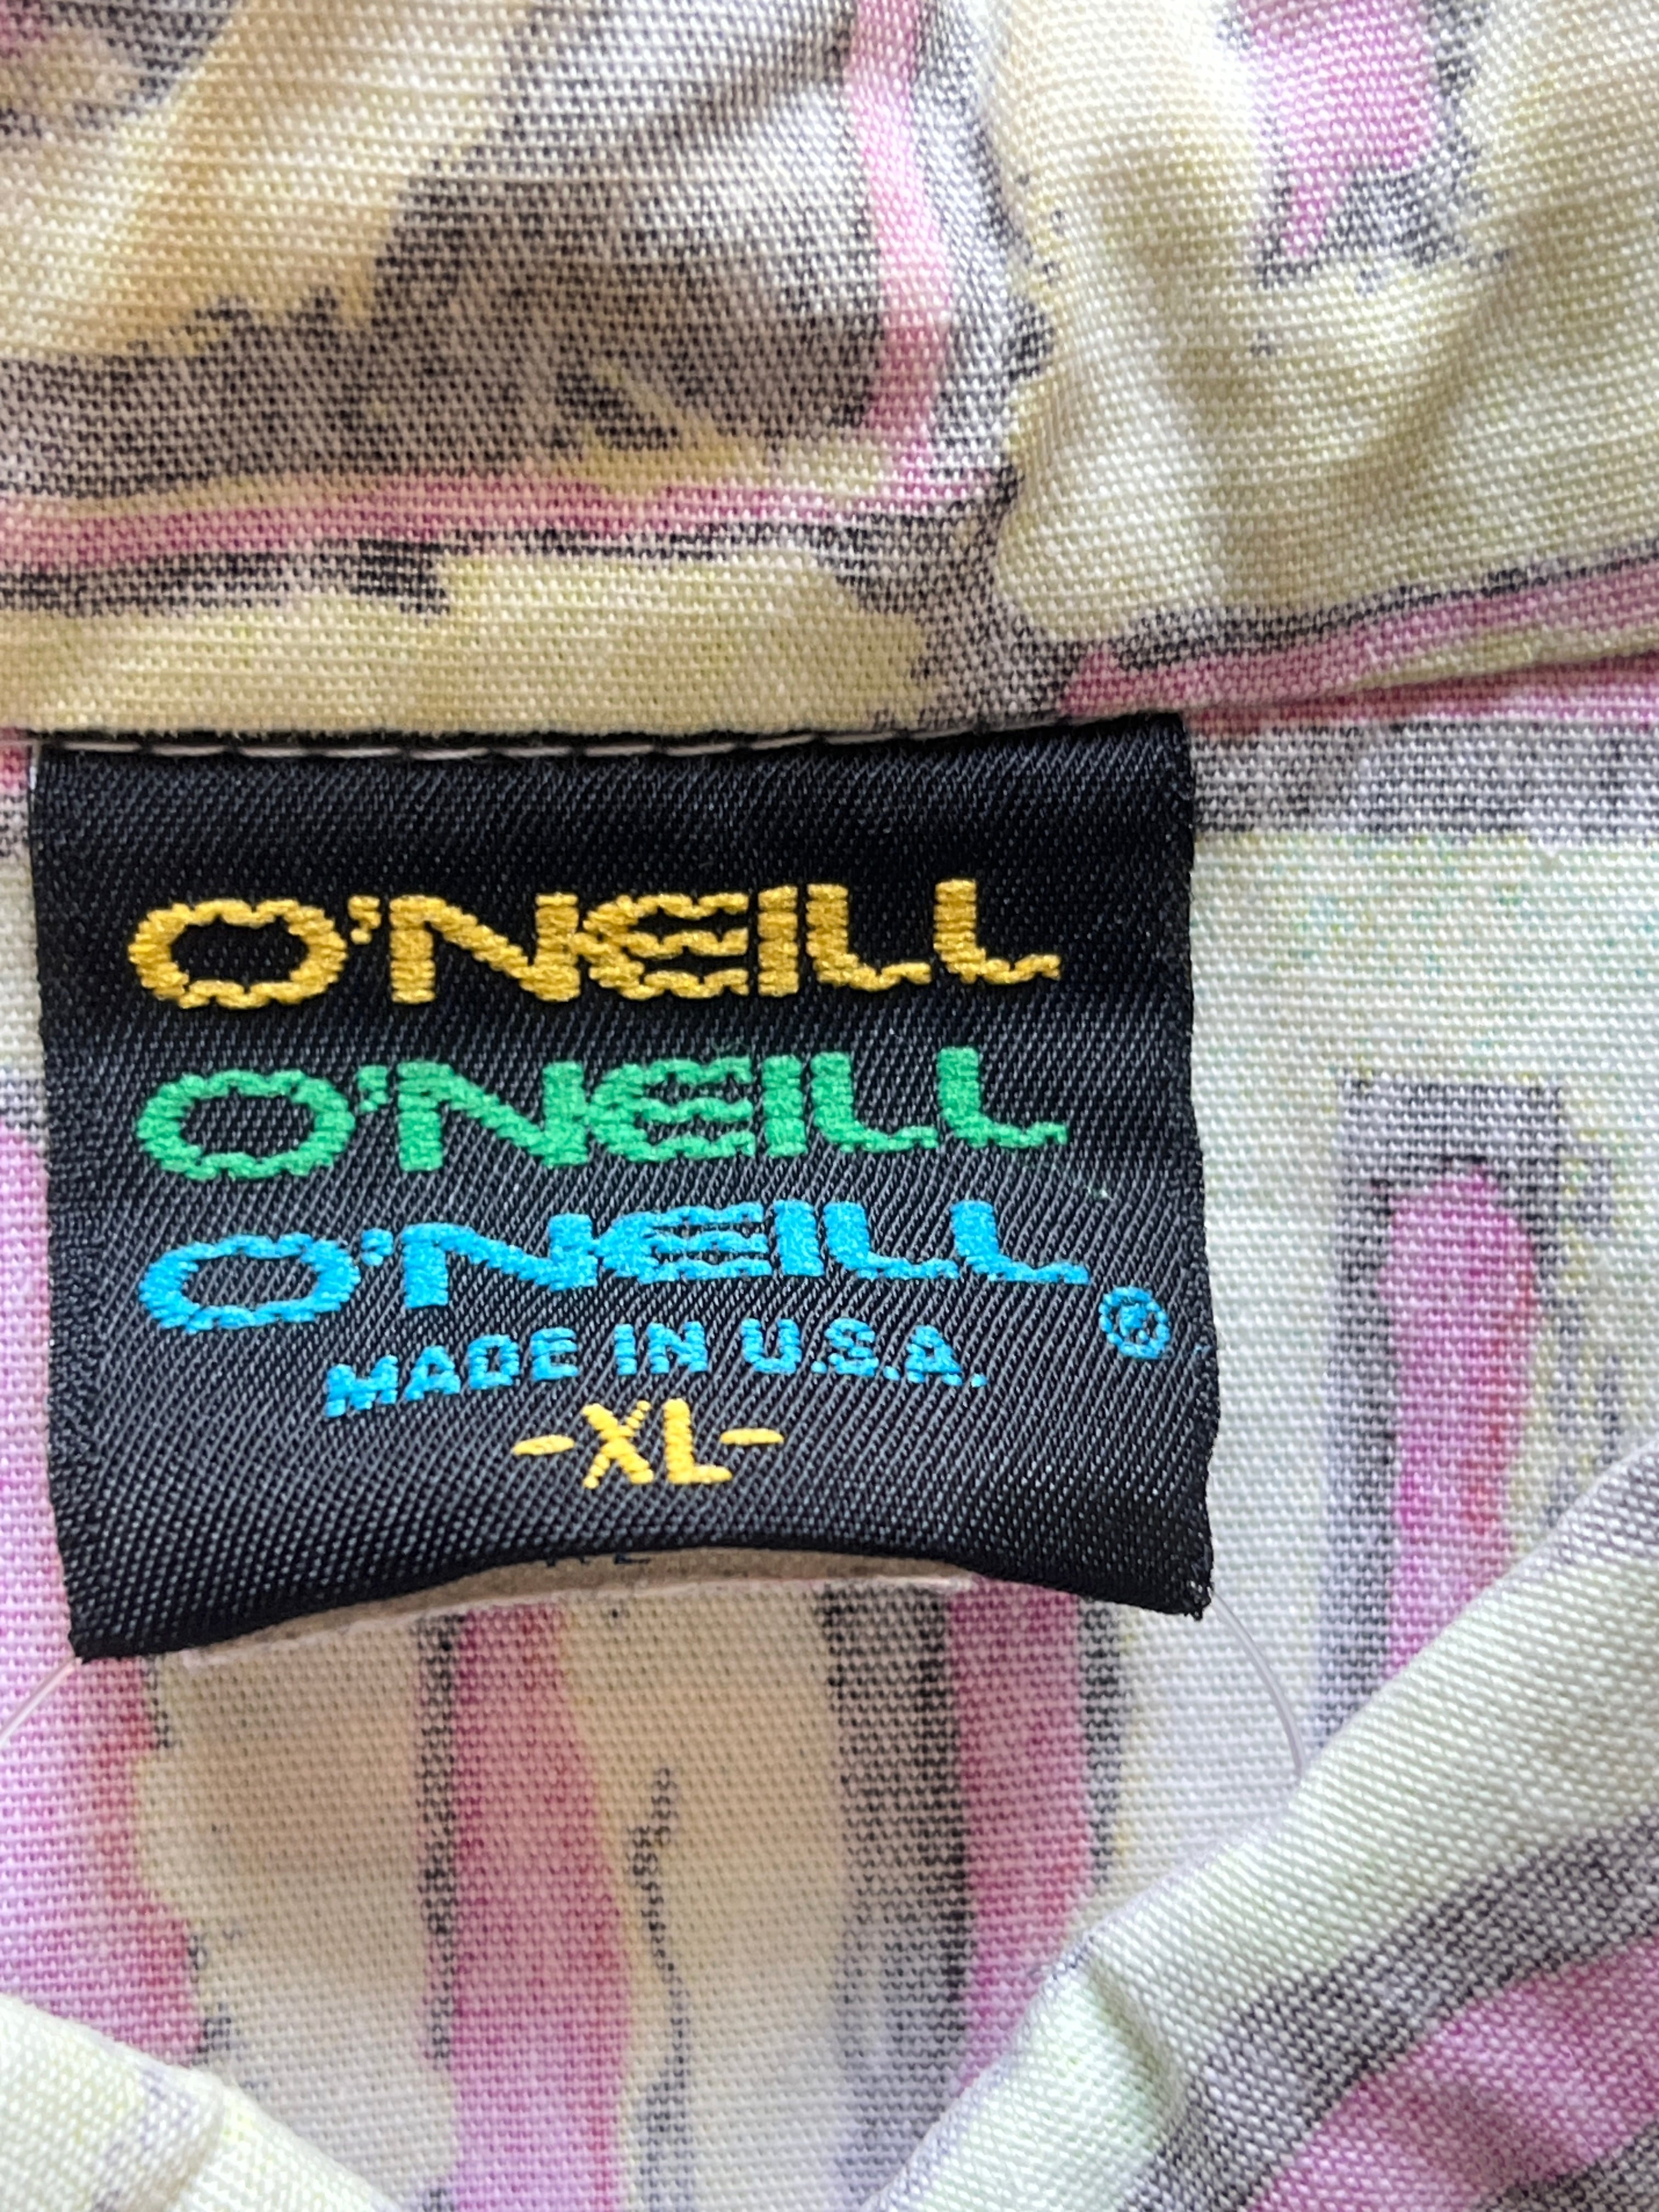 O'NEILL
O'NEILL
O'NEILL®
MADE IN U.S.A.
-XL-